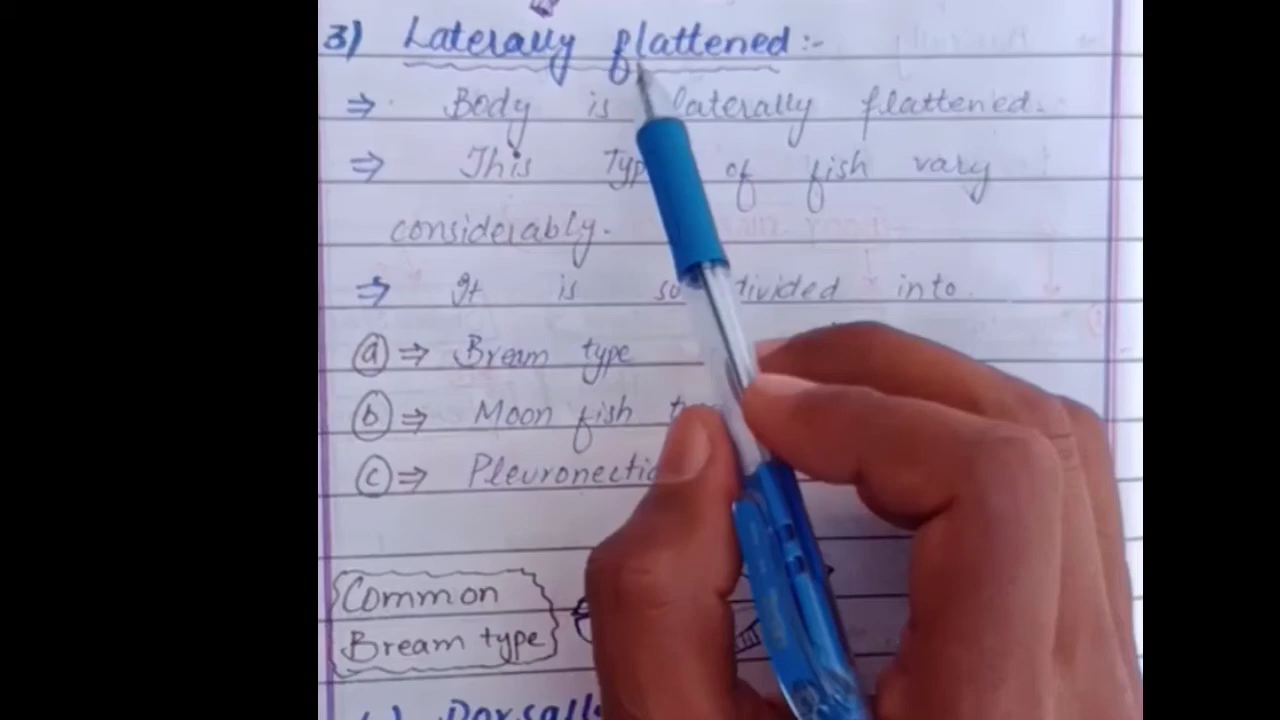 3) Laterally flattened :-
⇒ Body is laterally flattened.
⇒ This of fish vary
considerably.
⇒ It is into.
ⓐ ⇒ Bream type
ⓑ ⇒ Moon fish
ⓒ ⇒
Common
Bream type